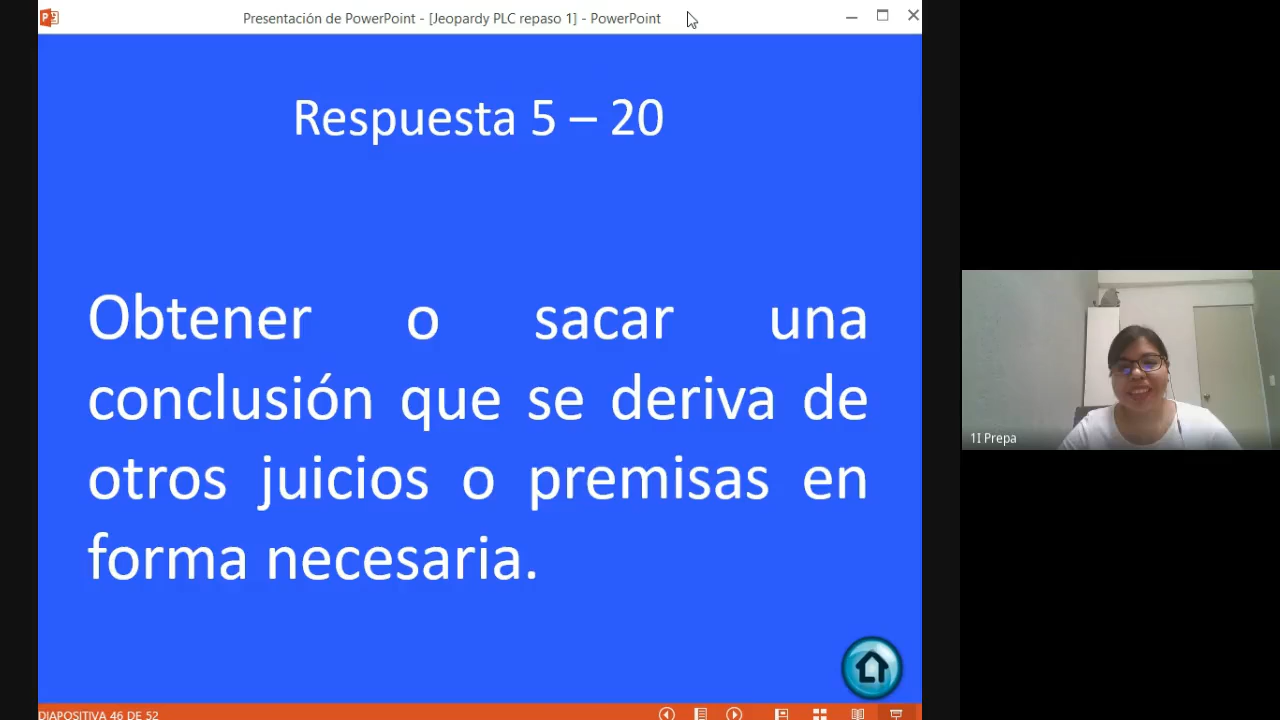 Presentación de PowerPoint - [Jeopardy PLC repaso 1] - PowerPoint
Respuesta 5 – 20
Obtener o sacar una
conclusión que se deriva de
otros juicios o premisas en
forma necesaria.
1I Prepa
DIAPOSITIVA 46 DE 52